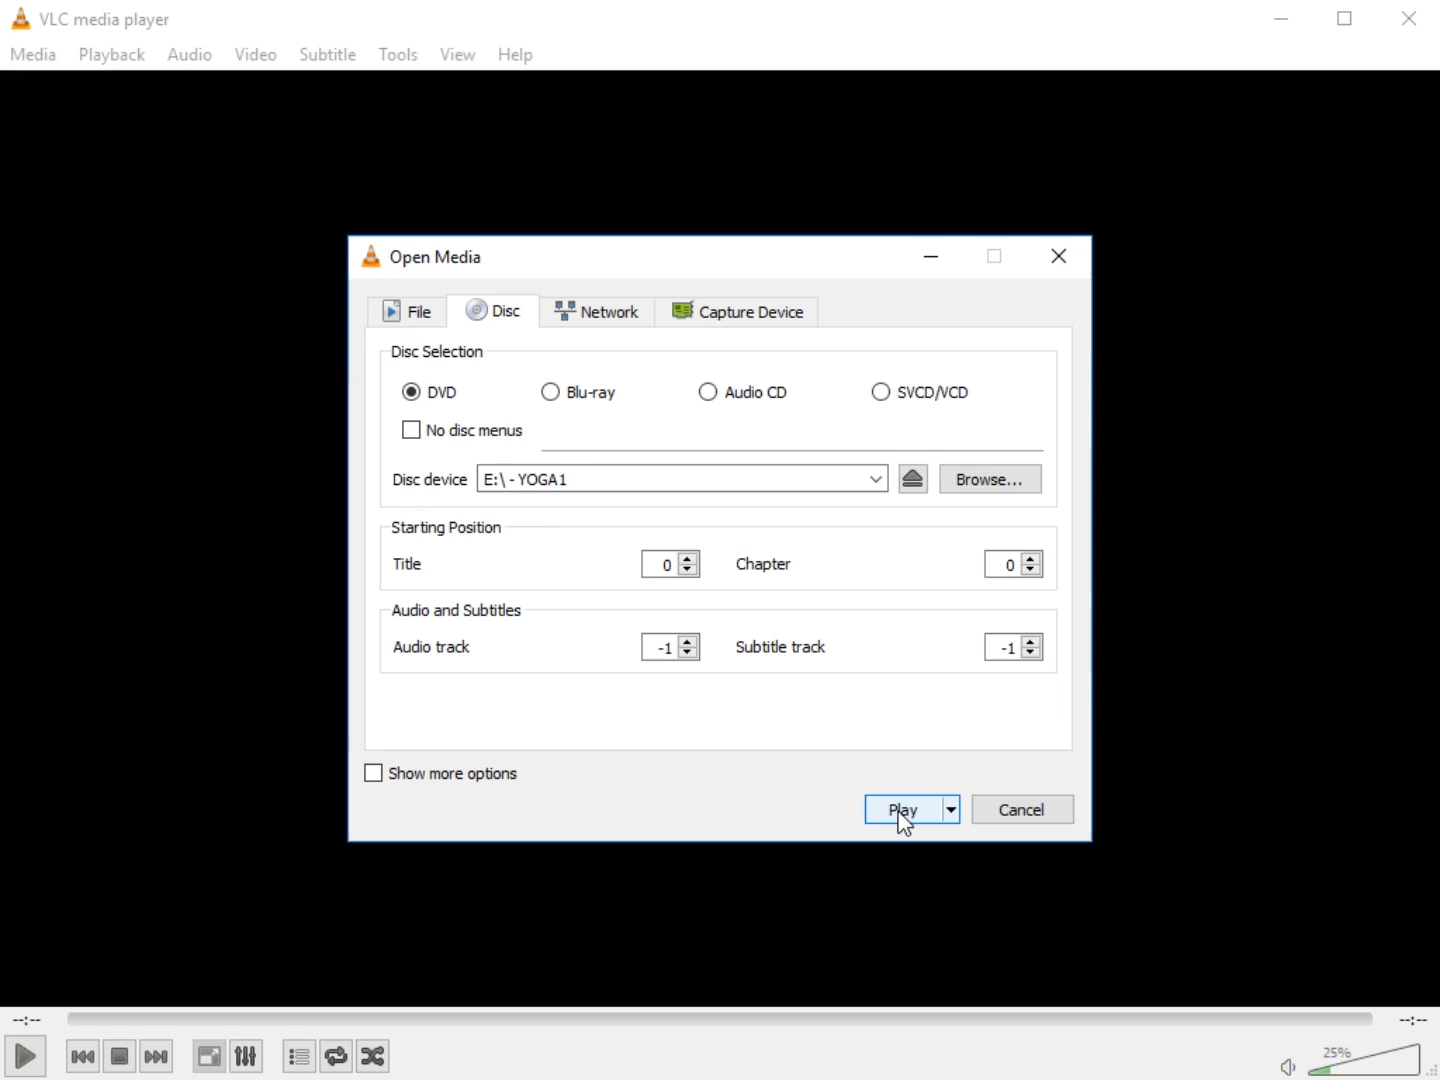 VLC media player
Media Playback Audio Video Subtitle Tools View Help
Open Media
File Disc Network Capture Device
Disc Selection
DVD Blu-ray Audio CD SVCD/VCD
No disc menus
Disc device E:\ - YOGA1 Browse...
Starting Position
Title 0 Chapter 0
Audio and Subtitles
Audio track -1 Subtitle track -1
Show more options
Play Cancel
--:-- --:--
25%